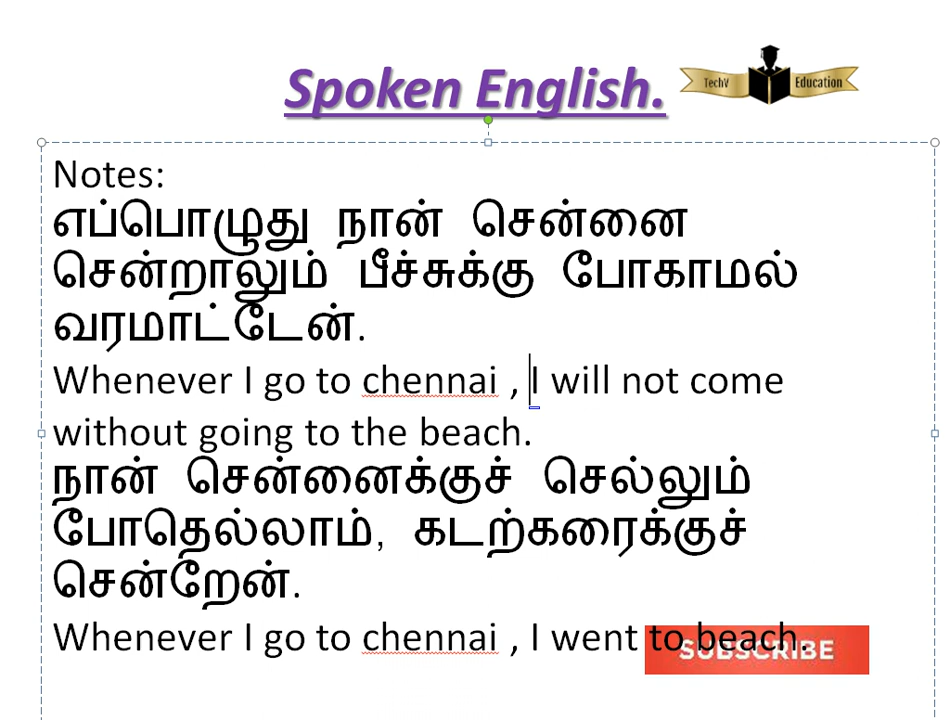 Spoken English.
TechV Education
Notes:
எப்பொழுது நான் சென்னை
சென்றாலும் பீச்சுக்கு போகாமல்
வரமாட்டேன்.
Whenever I go to chennai , I will not come
without going to the beach.
நான் சென்னைக்குச் செல்லும்
போதெல்லாம், கடற்கரைக்குச்
சென்றேன்.
Whenever I go to chennai , I went to beach.
SUBSCRIBE